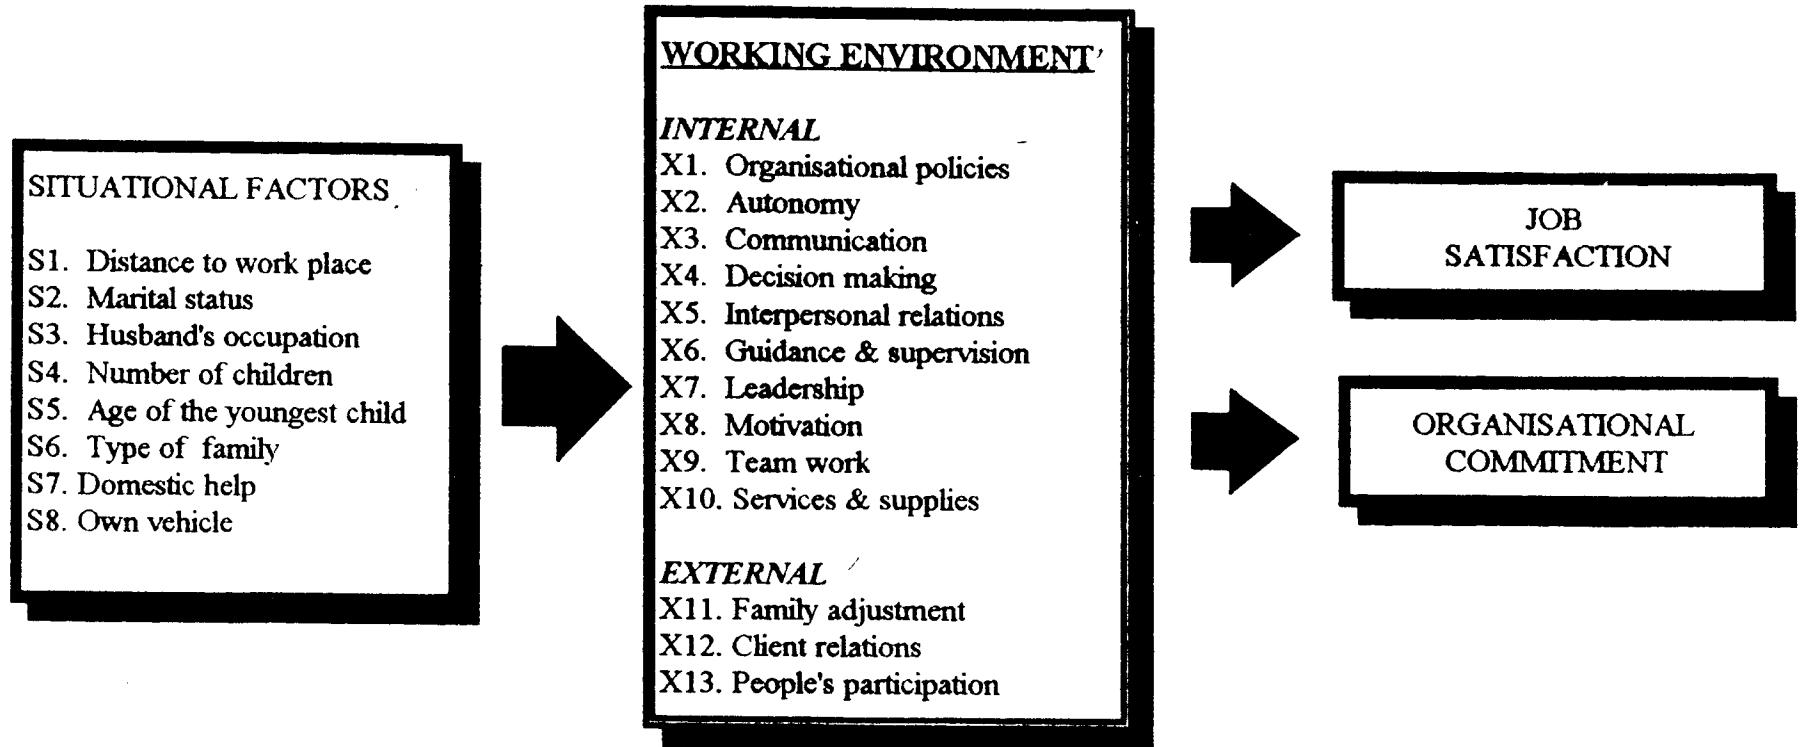 SITUATIONAL FACTORS
S1. Distance to work place
S2. Marital status
S3. Husband's occupation
S4. Number of children
S5. Age of the youngest child
S6. Type of family
S7. Domestic help
S8. Own vehicle
WORKING ENVIRONMENT
INTERNAL
X1. Organisational policies
X2. Autonomy
X3. Communication
X4. Decision making
X5. Interpersonal relations
X6. Guidance & supervision
X7. Leadership
X8. Motivation
X9. Team work
X10. Services & supplies
EXTERNAL
X11. Family adjustment
X12. Client relations
X13. People's participation
JOB
SATISFACTION
ORGANISATIONAL
COMMITMENT